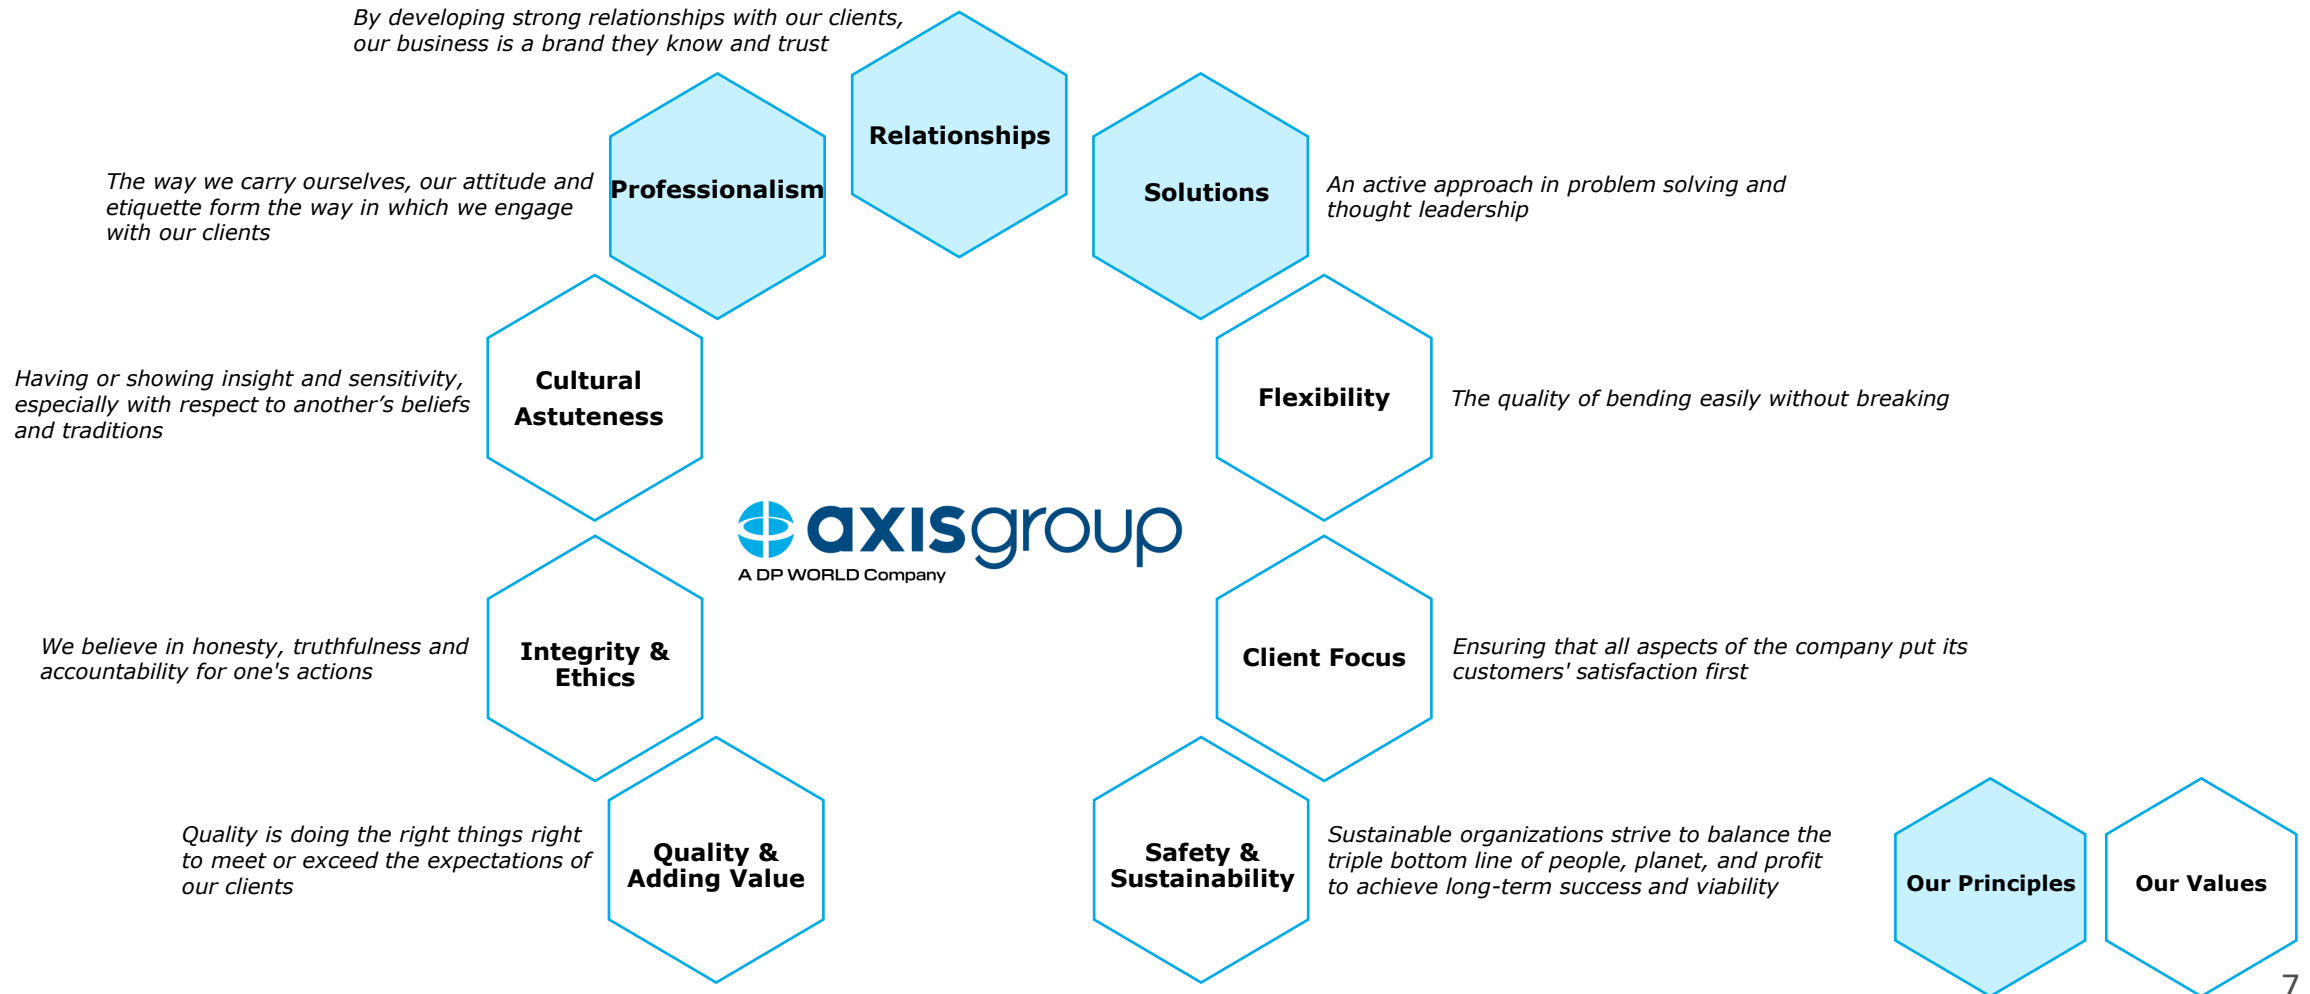 By developing strong relationships with our clients,
our business is a brand they know and trust
Relationships
The way we carry ourselves, our attitude and
etiquette form the way in which we engage
with our clients
Professionalism
Solutions
An active approach in problem solving and
thought leadership
Having or showing insight and sensitivity,
especially with respect to another’s beliefs
and traditions
Cultural
Astuteness
Flexibility
The quality of bending easily without breaking
axisgroup
A DP WORLD Company
We believe in honesty, truthfulness and
accountability for one's actions
Integrity &
Ethics
Client Focus
Ensuring that all aspects of the company put its
customers' satisfaction first
Quality is doing the right things right
to meet or exceed the expectations of
our clients
Quality &
Adding Value
Safety &
Sustainability
Sustainable organizations strive to balance the
triple bottom line of people, planet, and profit
to achieve long-term success and viability
Our Principles
Our Values
7